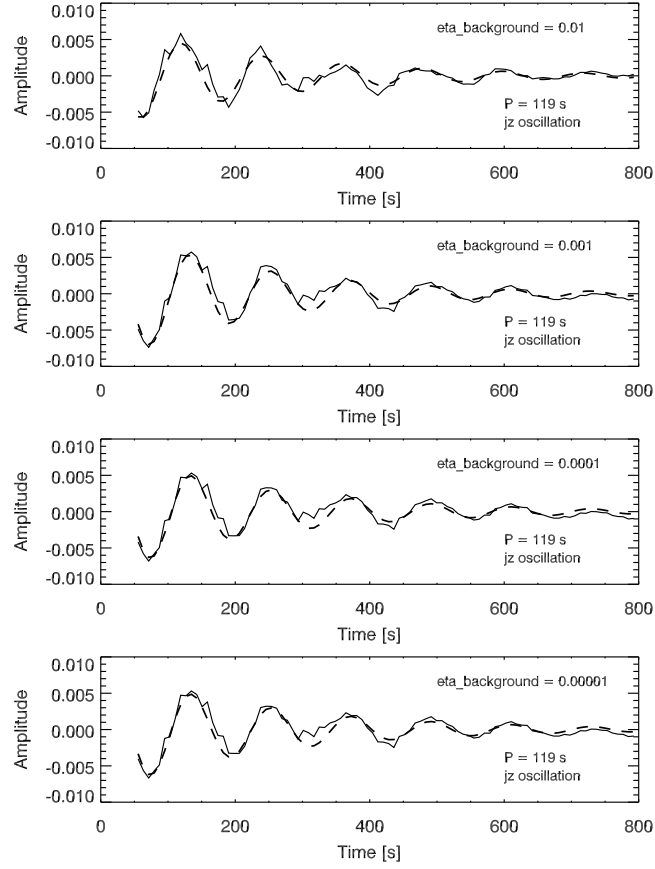 0.010
eta_background = 0.01
0.005
0.000
-0.005
-0.010
Amplitude
P = 119 s
jz oscillation
0 200 400 600 800
Time [s]
0.010
eta_background = 0.001
0.005
0.000
-0.005
-0.010
Amplitude
P = 119 s
jz oscillation
0 200 400 600 800
Time [s]
0.010
eta_background = 0.0001
0.005
0.000
-0.005
-0.010
Amplitude
P = 119 s
jz oscillation
0 200 400 600 800
Time [s]
0.010
eta_background = 0.00001
0.005
0.000
-0.005
-0.010
Amplitude
P = 119 s
jz oscillation
0 200 400 600 800
Time [s]